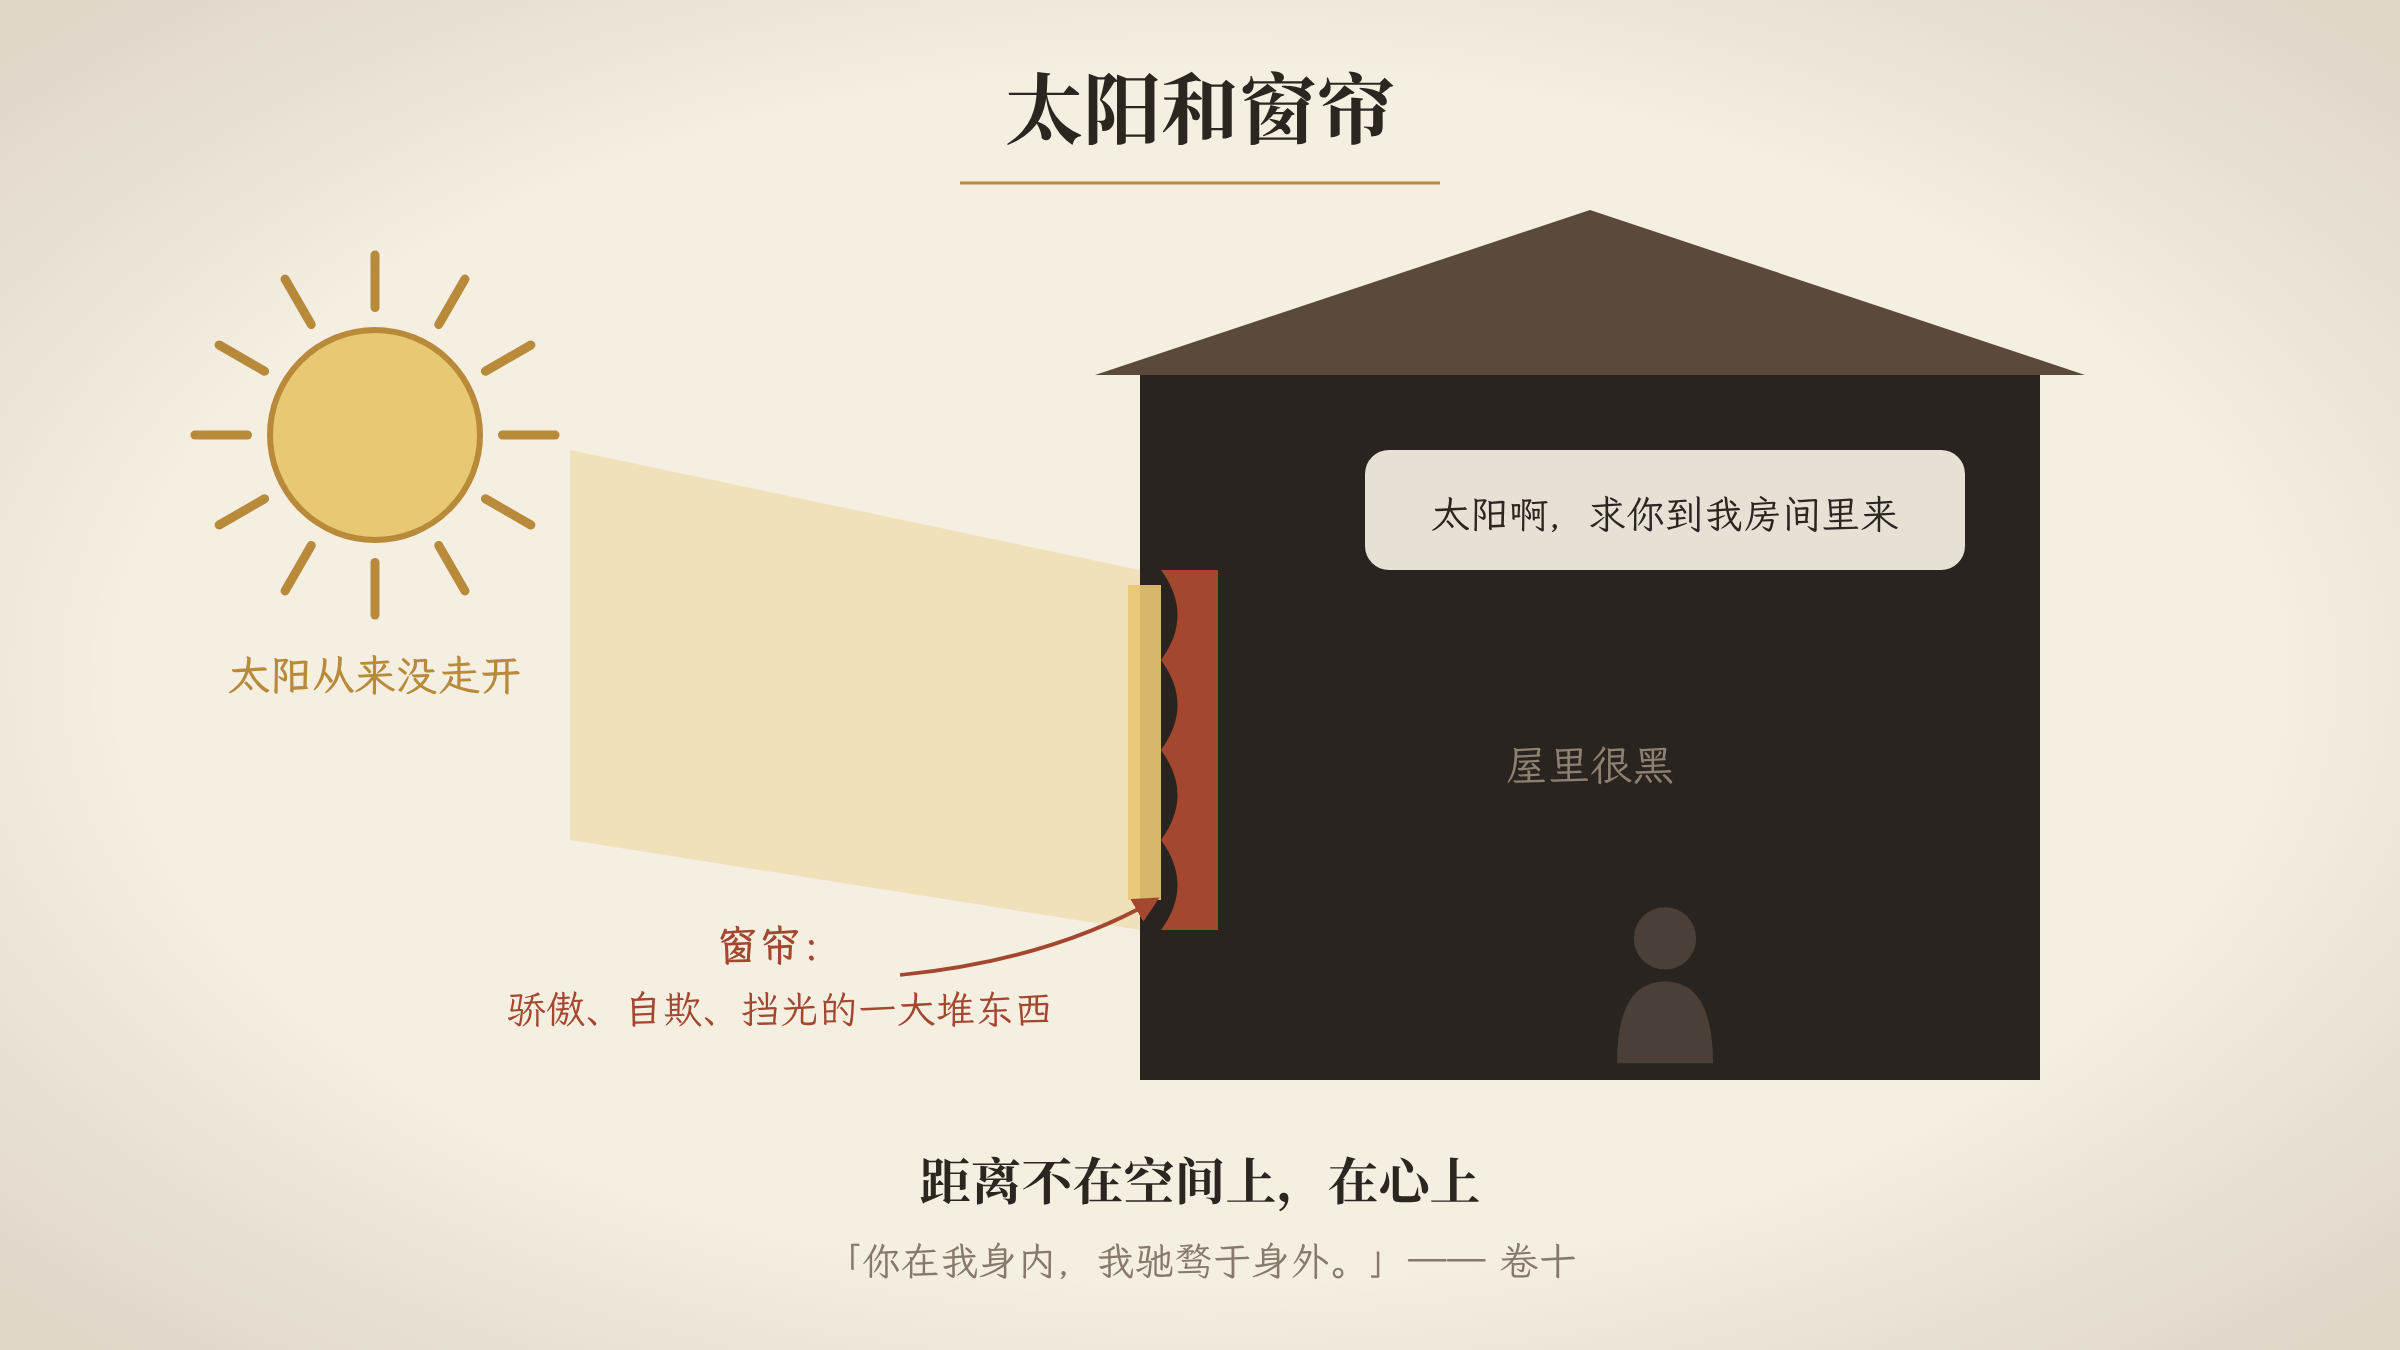 太阳和窗帘
太阳啊，求你到我房间里来
太阳从来没走开
屋里很黑
窗帘：
骄傲、自欺、挡光的一大堆东西
距离不在空间上，在心上
「你在我身内，我驰骛于身外。」—— 卷十